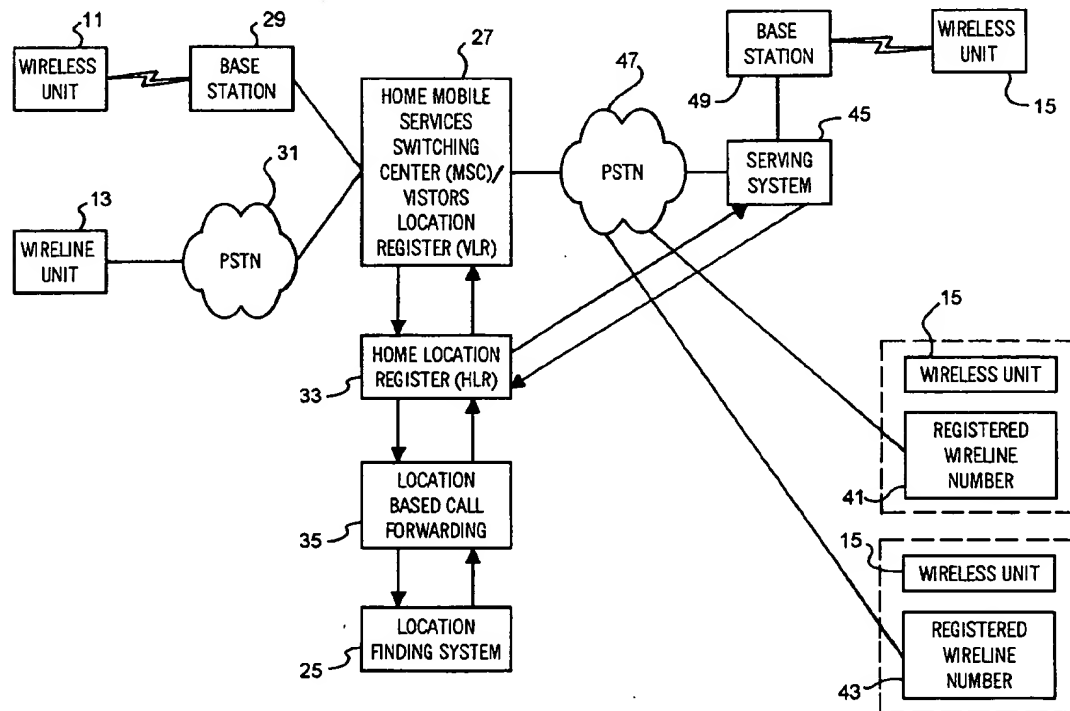 11
WIRELESS
UNIT
29
BASE
STATION
27
HOME MOBILE
SERVICES
SWITCHING
CENTER (MSC)/
VISTORS
LOCATION
REGISTER (VLR)
47
PSTN
BASE
STATION
49
WIRELESS
UNIT
15
45
SERVING
SYSTEM
13
WIRELINE
UNIT
31
PSTN
HOME LOCATION
REGISTER (HLR)
33
LOCATION
BASED CALL
FORWARDING
35
LOCATION
FINDING SYSTEM
25
15
WIRELESS UNIT
REGISTERED
WIRELINE
NUMBER
41
15
WIRELESS UNIT
REGISTERED
WIRELINE
NUMBER
43